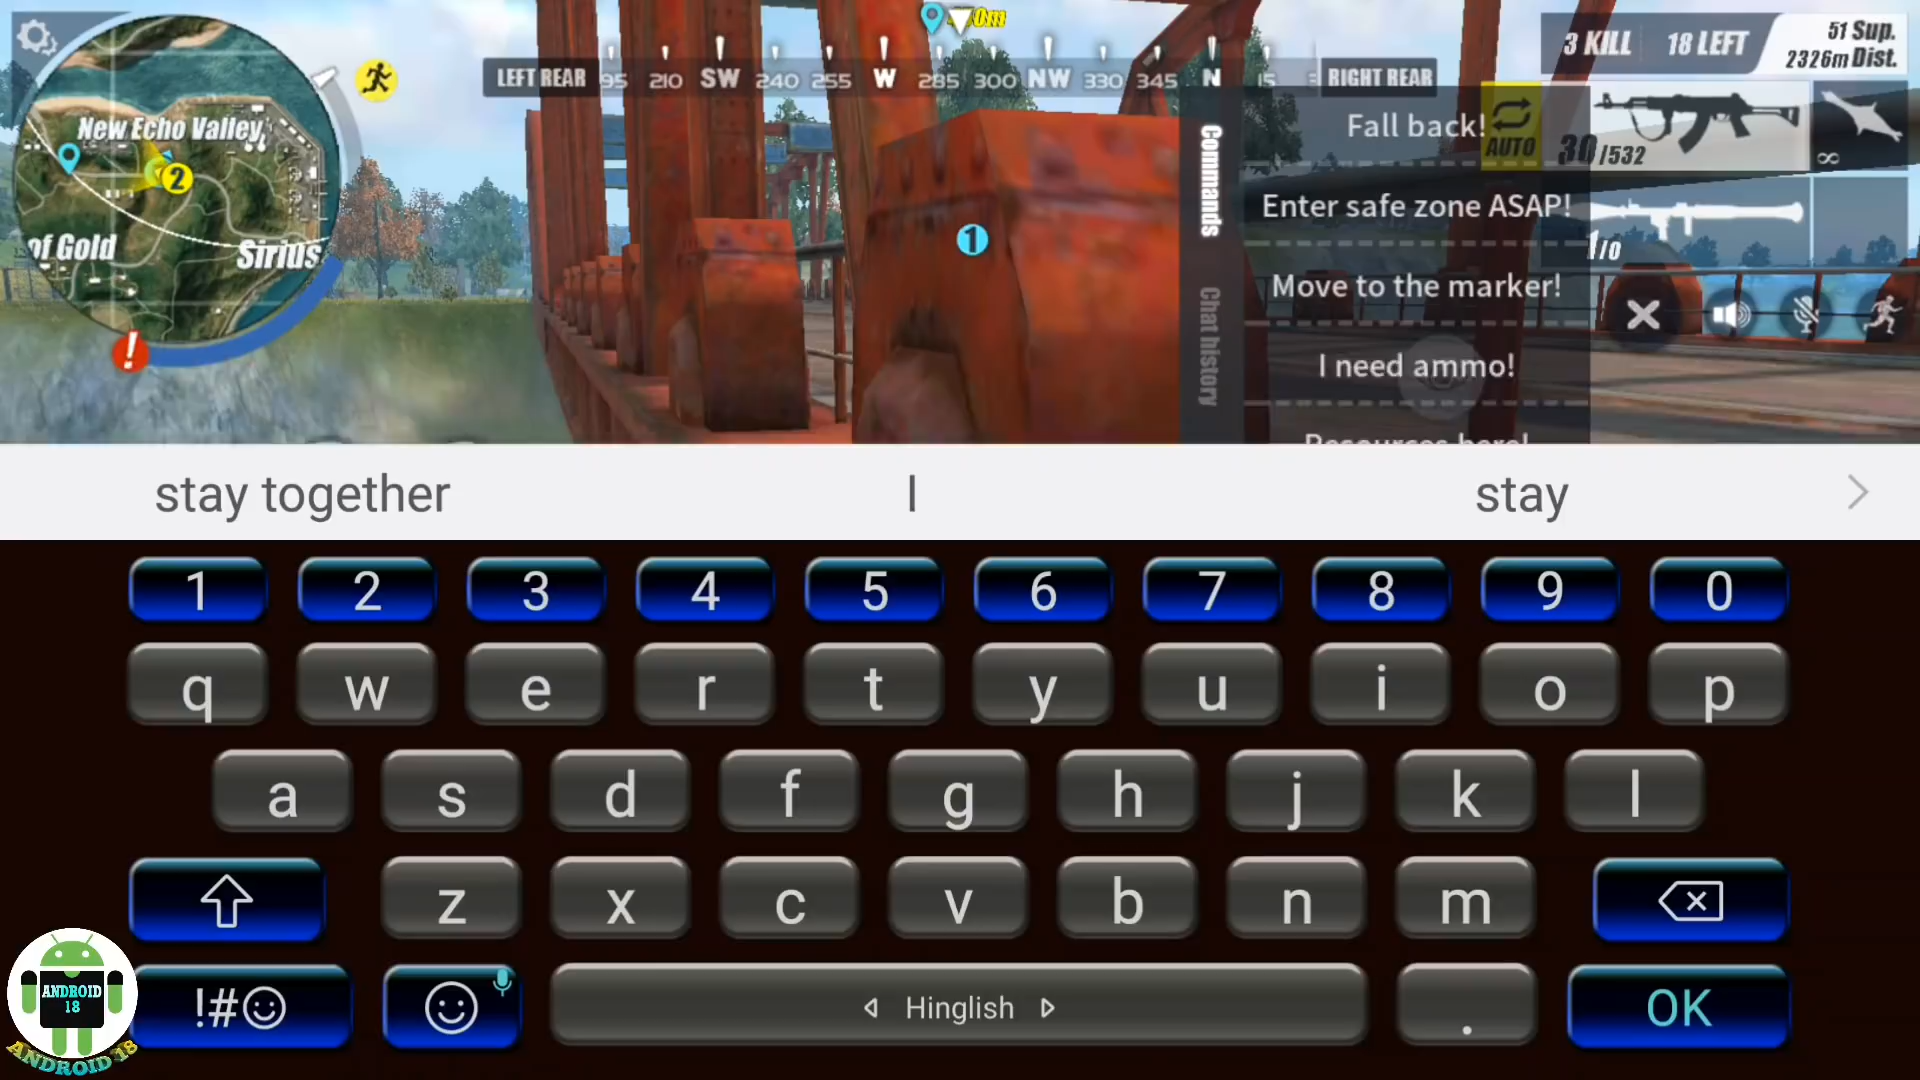 3 KILL 18 LEFT 51 Sup.
2326m Dist.
LEFT REAR 195 210 SW 240 255 W 285 300 NW 330 345 N 15 RIGHT REAR
New Echo Valley
2
of Gold
Sirius
!
1
Commands
Chat history
Fall back!
Enter safe zone ASAP!
Move to the marker!
I need ammo!
Resources here!
AUTO
30/532
∞
1/0
stay together I stay
1 2 3 4 5 6 7 8 9 0
q w e r t y u i o p
a s d f g h j k l
z x c v b n m
!#☺ Hinglish . OK
ANDROID
18
ANDROID 18